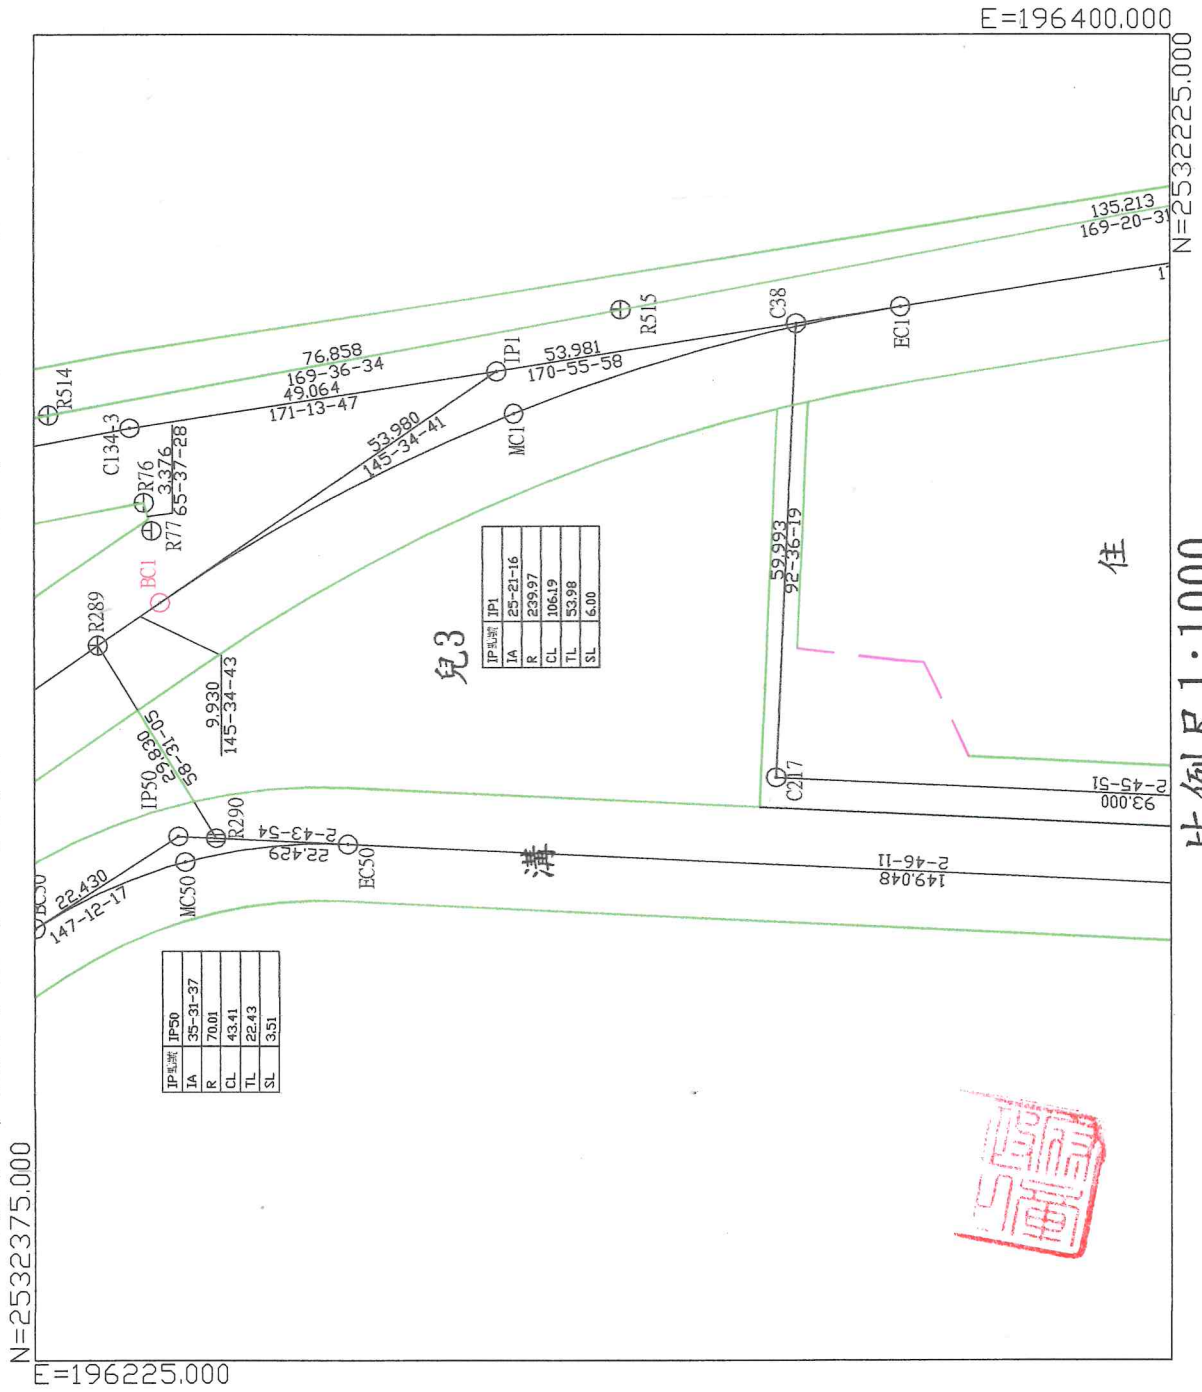 E=196400.000
N=2532225.000
135.213
169-20-31
R514
76.858
169-36-34
49.064
171-13-47
C134-3
R76
3.376
65-37-28
R77
IP1
53.981
170-55-58
R515
C38
EC1
17
BC1
53.980
145-34-41
MC1
R289
9.930
145-34-43
兒3
IP點號 IP1
IA 25-21-16
R 239.97
CL 106.19
TL 53.98
SL 6.00
59.993
92-36-19
住
29.830
58-31-05
IP50
R290
C217
2-45-51
93.000
BC50
22.430
147-12-17
MC50
2-43-54
22.429
EC50
溝
2-46-11
149.048
IP點號 IP50
IA 35-31-37
R 70.01
CL 43.41
TL 22.43
SL 3.51
比例尺 1:1000
N=2532375.000
E=196225.000